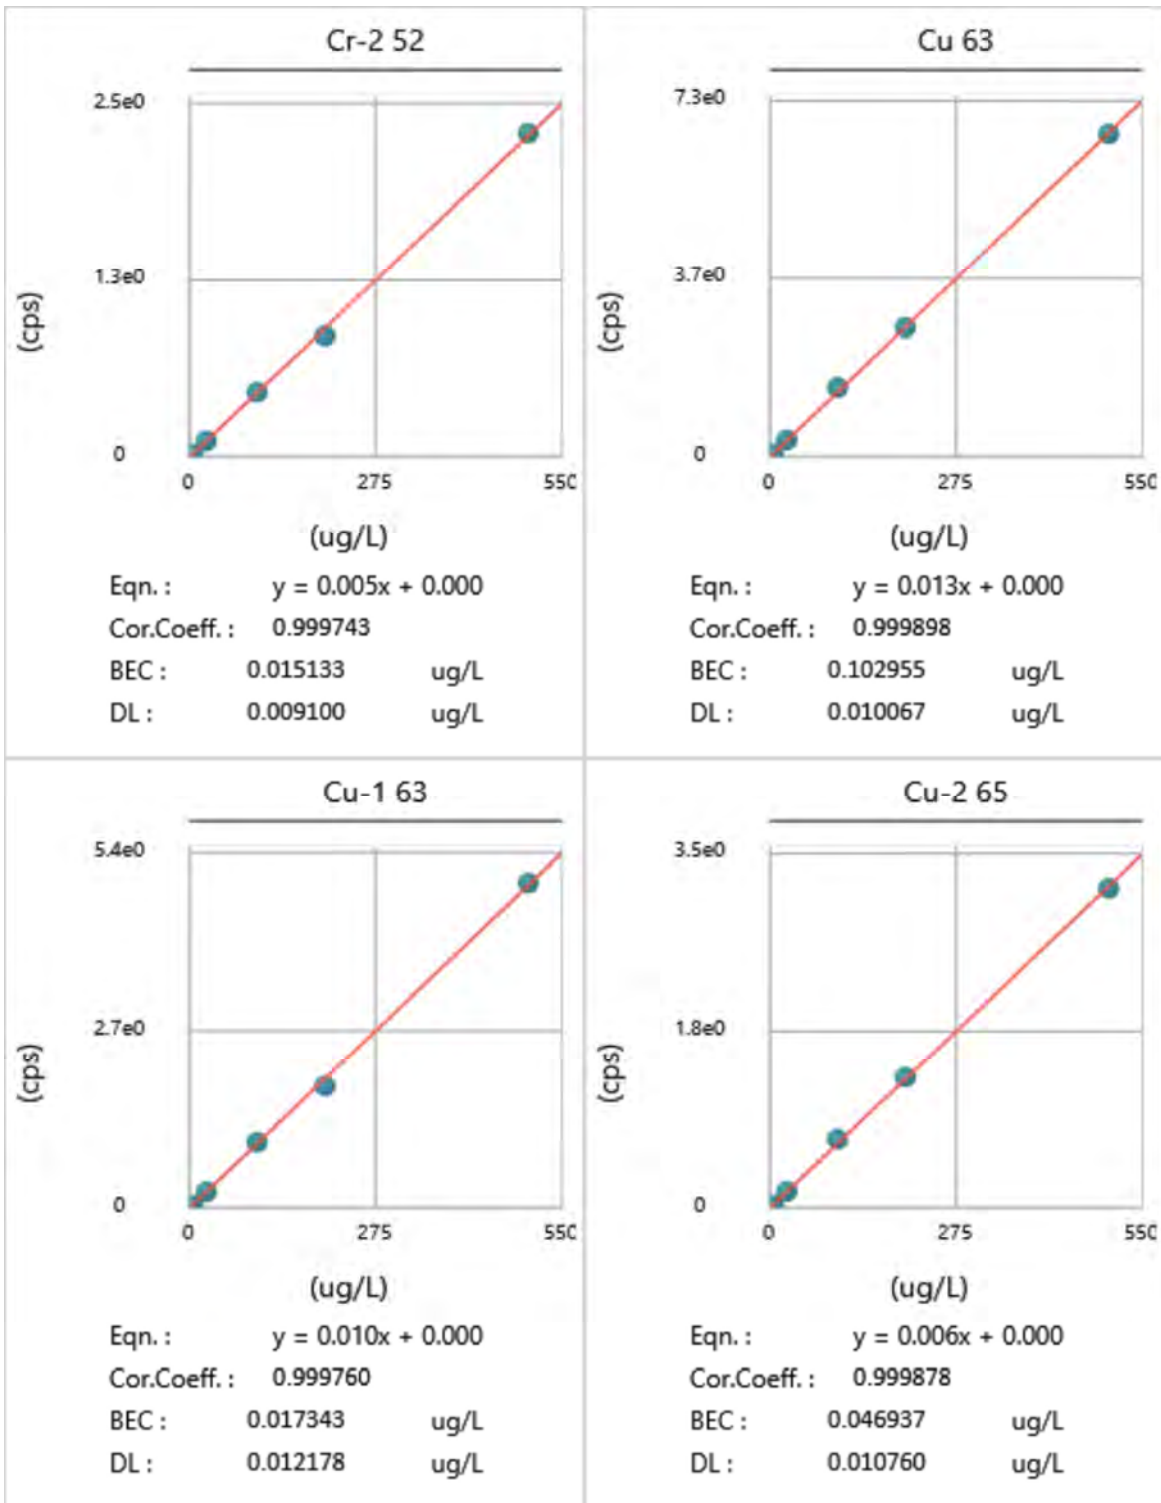 Cr-2 52
2.5e0
1.3e0
0
(cps)
0 275 550
(ug/L)
Eqn. : y = 0.005x + 0.000
Cor.Coeff. : 0.999743
BEC : 0.015133 ug/L
DL : 0.009100 ug/L
Cu 63
7.3e0
3.7e0
0
(cps)
0 275 550
(ug/L)
Eqn. : y = 0.013x + 0.000
Cor.Coeff. : 0.999898
BEC : 0.102955 ug/L
DL : 0.010067 ug/L
Cu-1 63
5.4e0
2.7e0
0
(cps)
0 275 550
(ug/L)
Eqn. : y = 0.010x + 0.000
Cor.Coeff. : 0.999760
BEC : 0.017343 ug/L
DL : 0.012178 ug/L
Cu-2 65
3.5e0
1.8e0
0
(cps)
0 275 550
(ug/L)
Eqn. : y = 0.006x + 0.000
Cor.Coeff. : 0.999878
BEC : 0.046937 ug/L
DL : 0.010760 ug/L